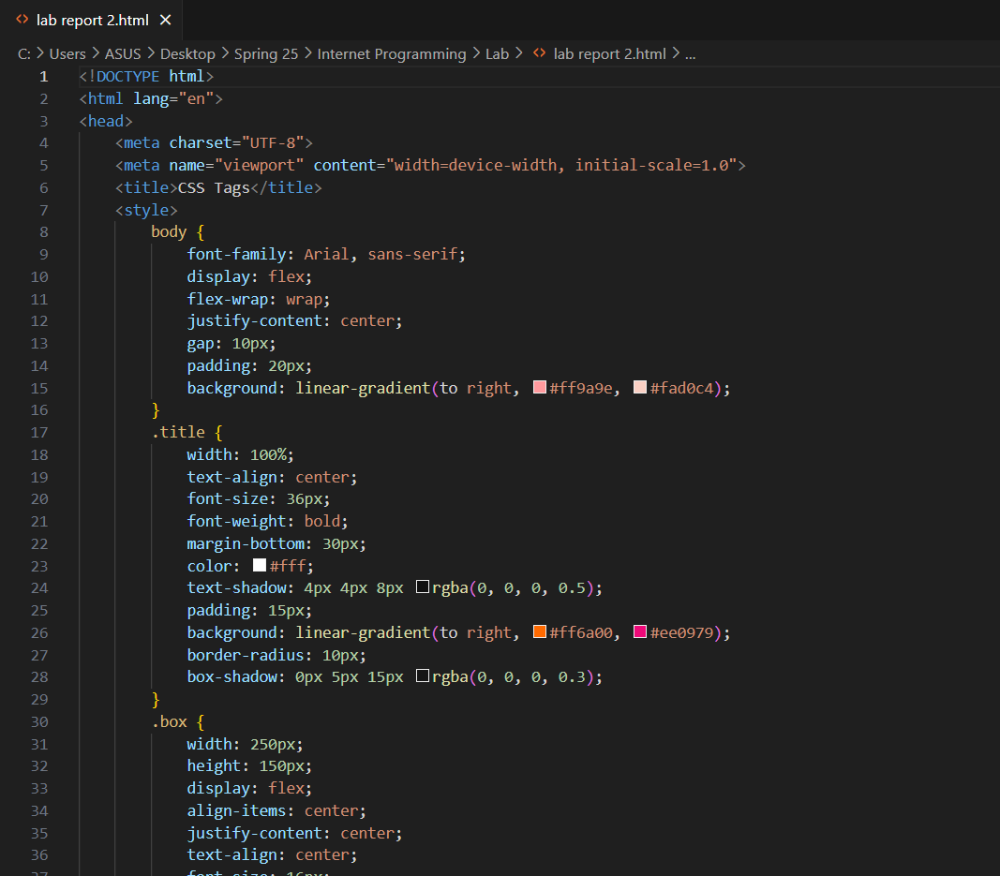 lab report 2.html
C: > Users > ASUS > Desktop > Spring 25 > Internet Programming > Lab > lab report 2.html > ...
1 <!DOCTYPE html>
2 <html lang="en">
3 <head>
4 <meta charset="UTF-8">
5 <meta name="viewport" content="width=device-width, initial-scale=1.0">
6 <title>CSS Tags</title>
7 <style>
8 body {
9 font-family: Arial, sans-serif;
10 display: flex;
11 flex-wrap: wrap;
12 justify-content: center;
13 gap: 10px;
14 padding: 20px;
15 background: linear-gradient(to right, #ff9a9e, #fad0c4);
16 }
17 .title {
18 width: 100%;
19 text-align: center;
20 font-size: 36px;
21 font-weight: bold;
22 margin-bottom: 30px;
23 color: #fff;
24 text-shadow: 4px 4px 8px rgba(0, 0, 0, 0.5);
25 padding: 15px;
26 background: linear-gradient(to right, #ff6a00, #ee0979);
27 border-radius: 10px;
28 box-shadow: 0px 5px 15px rgba(0, 0, 0, 0.3);
29 }
30 .box {
31 width: 250px;
32 height: 150px;
33 display: flex;
34 align-items: center;
35 justify-content: center;
36 text-align: center;
37 font-size: 16px;